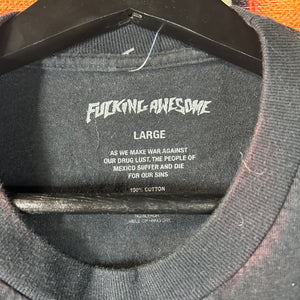 FUCKING AWESOME
LARGE
AS WE MAKE WAR AGAINST
OUR DRUG LUST, THE PEOPLE OF
MEXICO SUFFER AND DIE
FOR OUR SINS
100% COTTON